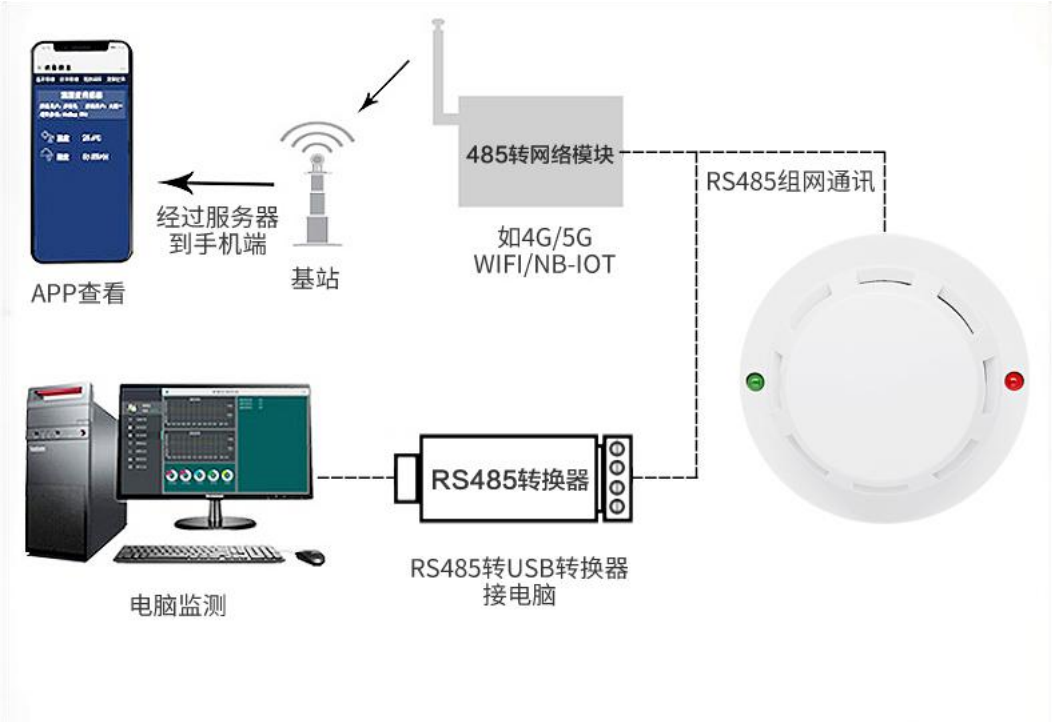 485转网络模块
RS485组网通讯
经过服务器
到手机端
如4G/5G
WIFI/NB-IOT
基站
APP查看
RS485转换器
RS485转USB转换器
接电脑
电脑监测